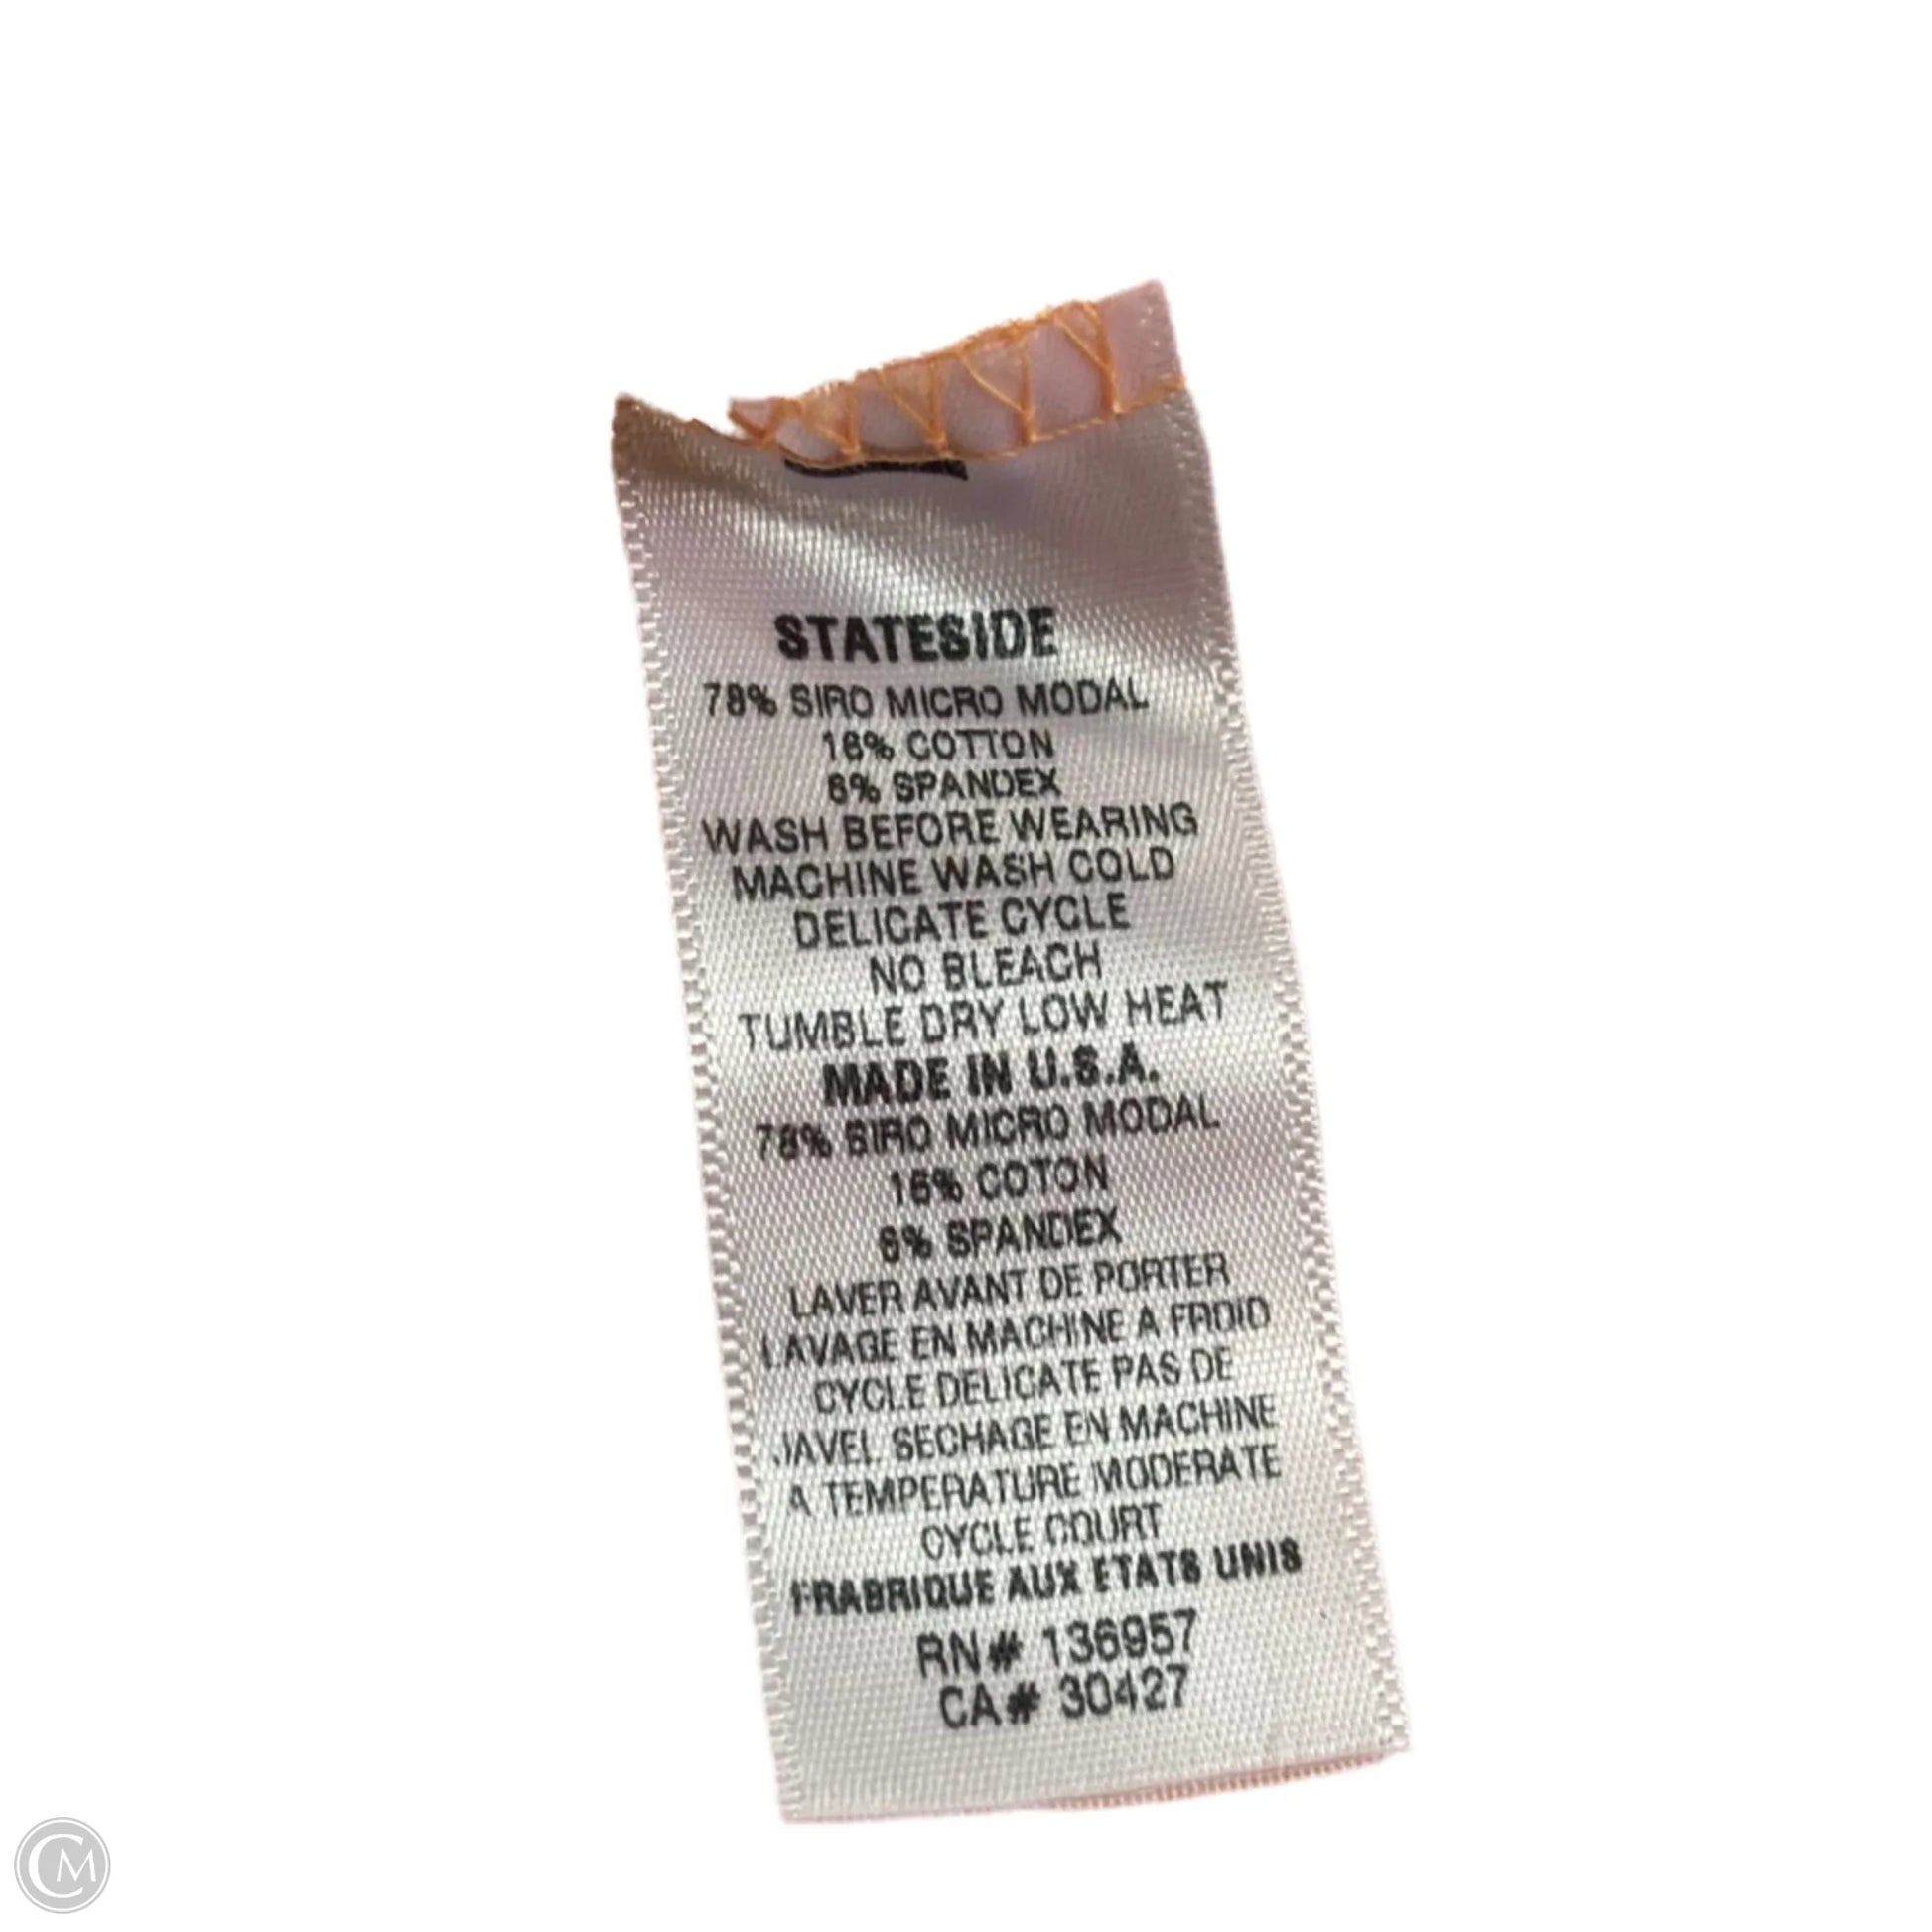 STATESIDE
78% SIRO MICRO MODAL
16% COTTON
6% SPANDEX
WASH BEFORE WEARING
MACHINE WASH COLD
DELICATE CYCLE
NO BLEACH
TUMBLE DRY LOW HEAT
MADE IN U.S.A.
78% SIRO MICRO MODAL
16% COTON
6% SPANDEX
LAVER AVANT DE PORTER
LAVAGE EN MACHINE A FROID
CYCLE DELICATE PAS DE
JAVEL SECHAGE EN MACHINE
A TEMPERATURE MODERATE
CYCLE COURT
FRABRIQUE AUX ETATS UNIS
RN# 136957
CA# 30427
CM